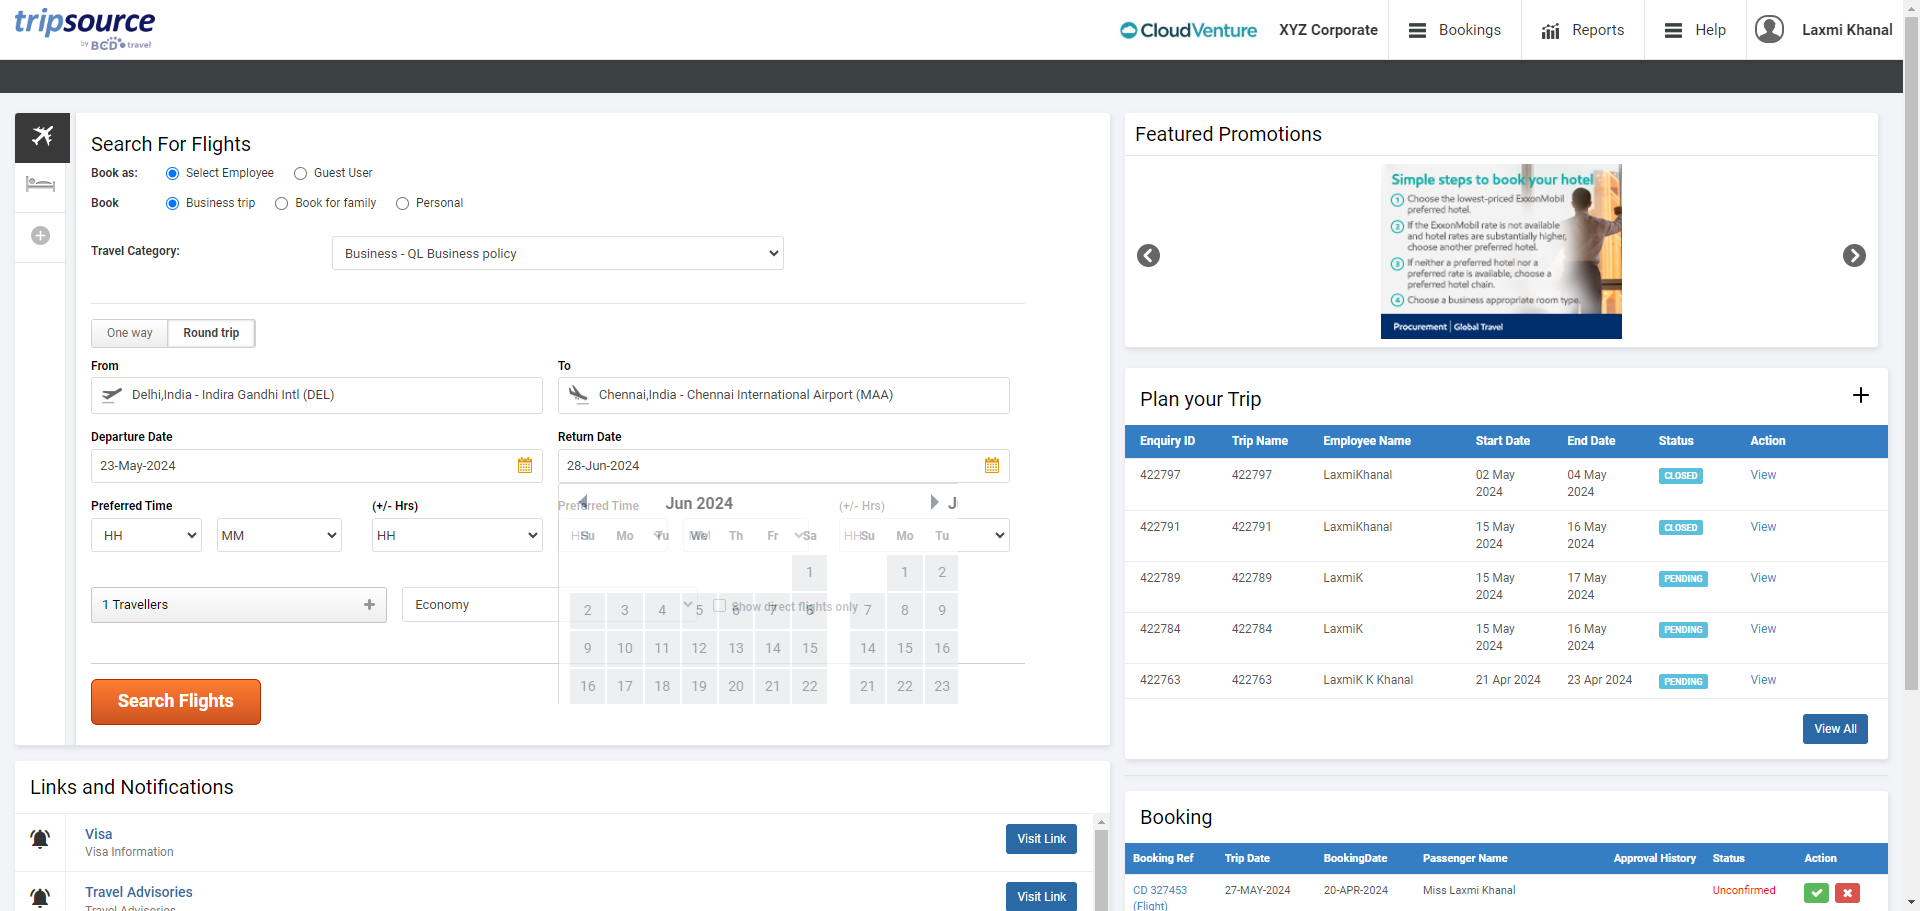 tripsource
by BCD travel
CloudVenture
XYZ Corporate
Bookings
Reports
Help
Laxmi Khanal
Search For Flights
Book as:
Select Employee
Guest User
Book
Business trip
Book for family
Personal
Travel Category:
Business - QL Business policy
One way
Round trip
From
To
Delhi,India - Indira Gandhi Intl (DEL)
Chennai,India - Chennai International Airport (MAA)
Departure Date
Return Date
23-May-2024
28-Jun-2024
Preferred Time
(+/- Hrs)
HH
MM
HH
Preferred Time
(+/- Hrs)
Jun 2024
Su Mo Tu We Th Fr Sa
1
2 3 4 5 6 7 8
9 10 11 12 13 14 15
16 17 18 19 20 21 22
Su Mo Tu
1 2
7 8 9
14 15 16
21 22 23
1 Travellers
Economy
Show direct flights only
Search Flights
Links and Notifications
Visa
Visa Information
Visit Link
Travel Advisories
Travel Advisories
Visit Link
Featured Promotions
Simple steps to book your hotel
1 Choose the lowest-priced ExxonMobil
preferred hotel.
2 If the ExxonMobil rate is not available
and hotel rates are substantially higher,
choose another preferred hotel.
3 If neither a preferred hotel nor a
preferred rate is available, choose a
preferred hotel chain.
4 Choose a business appropriate room type.
Procurement | Global Travel
Plan your Trip
Enquiry ID Trip Name Employee Name Start Date End Date Status Action
422797 422797 LaxmiKhanal 02 May 2024 04 May 2024 CLOSED View
422791 422791 LaxmiKhanal 15 May 2024 16 May 2024 CLOSED View
422789 422789 LaxmiK 15 May 2024 17 May 2024 PENDING View
422784 422784 LaxmiK 15 May 2024 16 May 2024 PENDING View
422763 422763 LaxmiK K Khanal 21 Apr 2024 23 Apr 2024 PENDING View
View All
Booking
Booking Ref Trip Date BookingDate Passenger Name Approval History Status Action
CD 327453 27-MAY-2024 20-APR-2024 Miss Laxmi Khanal Unconfirmed
(Flight)